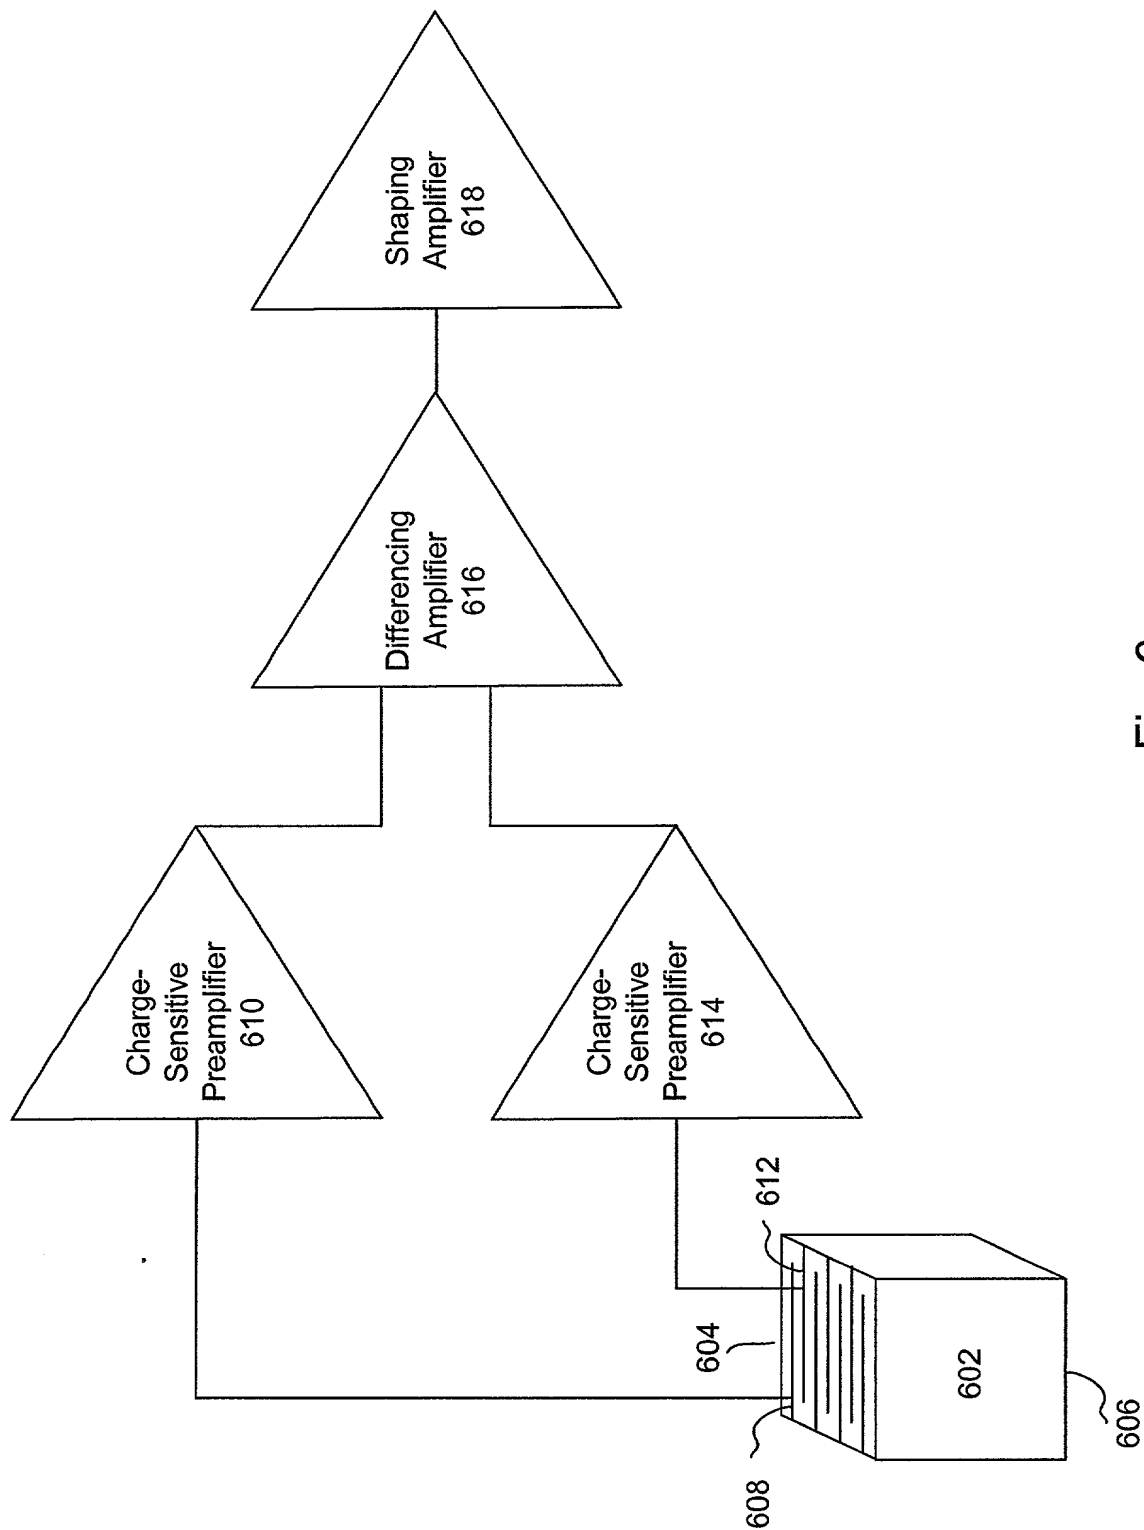 Shaping
Amplifier
618
Differencing
Amplifier
616
Charge-
Sensitive
Preamplifier
610
Charge-
Sensitive
Preamplifier
614
612
604
608
602
606